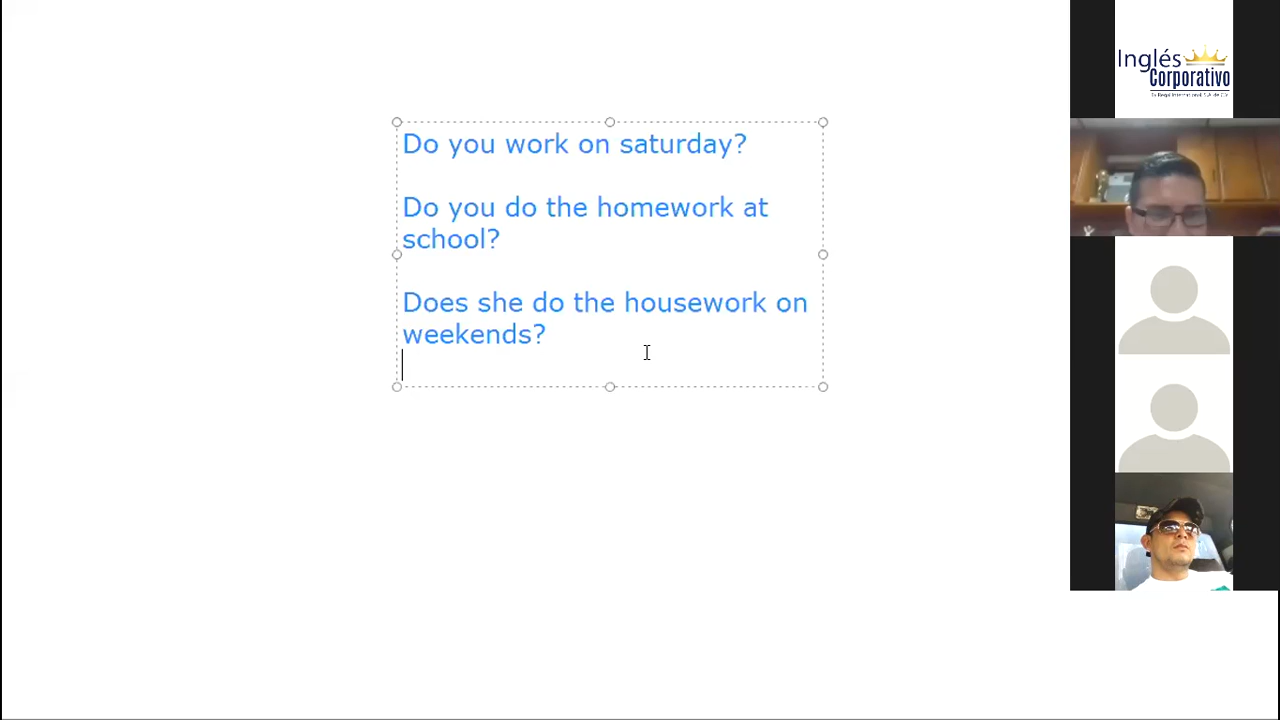 Inglés
Corporativo
Do you work on saturday?
Do you do the homework at
school?
Does she do the housework on
weekends?